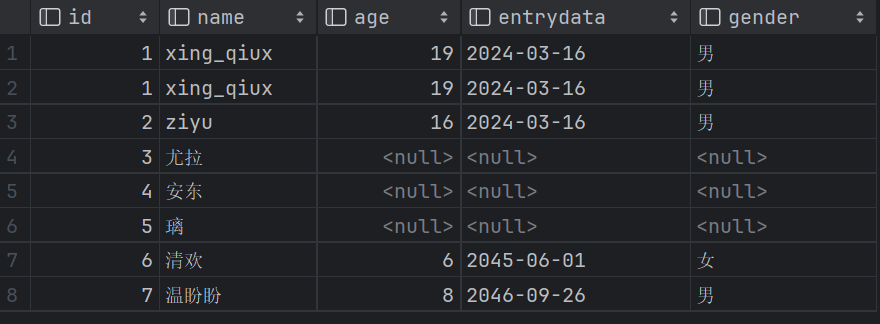 id name age entrydata gender
1 1 xing_qiux 19 2024-03-16 男
2 1 xing_qiux 19 2024-03-16 男
3 2 ziyu 16 2024-03-16 男
4 3 尤拉 <null> <null> <null>
5 4 安东 <null> <null> <null>
6 5 璃 <null> <null> <null>
7 6 清欢 6 2045-06-01 女
8 7 温盼盼 8 2046-09-26 男